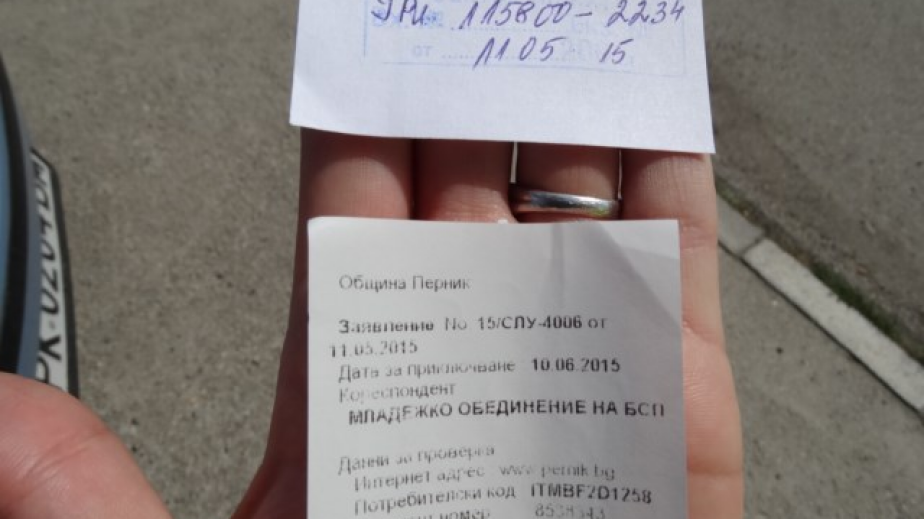 УРИ 115800-2234
11 05 15
Община Перник
Заявление No 15/СЛУ-4006 от
11.05.2015
Дата за приключване 10.06.2015
Кореспондент
МЛАДЕЖКО ОБЕДИНЕНИЕ НА БСП
Данни за проверка
Интернет адрес www.pernik.bg
Потребителски код ITMBF2D1258
номер